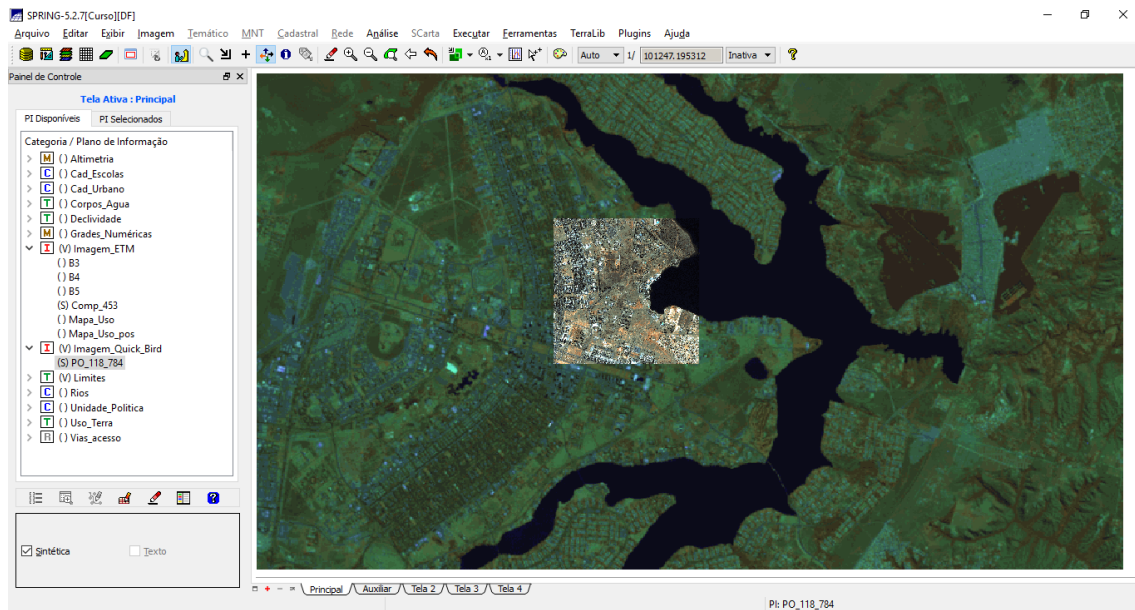 SPRING-5.2.7[Curso][DF]
Arquivo Editar Exibir Imagem Temático MNT Cadastral Rede Análise SCarta Executar Ferramentas TerraLib Plugins Ajuda
Auto 1/ 101247.195312 Inativa
Painel de Controle
Tela Ativa : Principal
PI Disponíveis PI Selecionados
Categoria / Plano de Informação
M () Altimetria
C () Cad_Escolas
C () Cad_Urbano
T () Corpos_Agua
T () Declividade
M () Grades_Numéricas
I (V) Imagem_ETM
() B3
() B4
() B5
(S) Comp_453
() Mapa_Uso
() Mapa_Uso_pos
I (V) Imagem_Quick_Bird
(S) PO_118_784
T (V) Limites
C () Rios
C () Unidade_Politica
T () Uso_Terra
R () Vias_acesso
Sintética Texto
Principal Auxiliar Tela 2 Tela 3 Tela 4
PI: PO_118_784